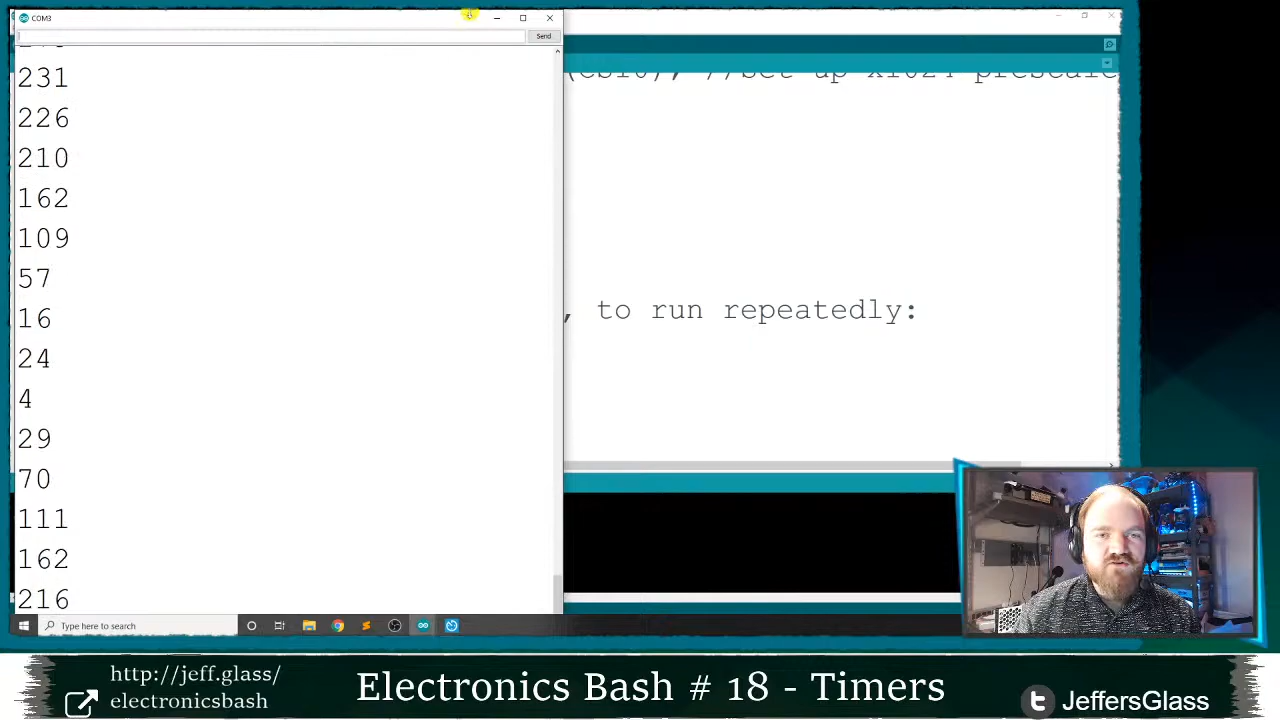 COM3
Send
231
226
210
162
109
57
16
24
4
29
70
111
162
216
, to run repeatedly:
Type here to search
http://jeff.glass/
electronicsbash
Electronics Bash # 18 - Timers
JeffersGlass